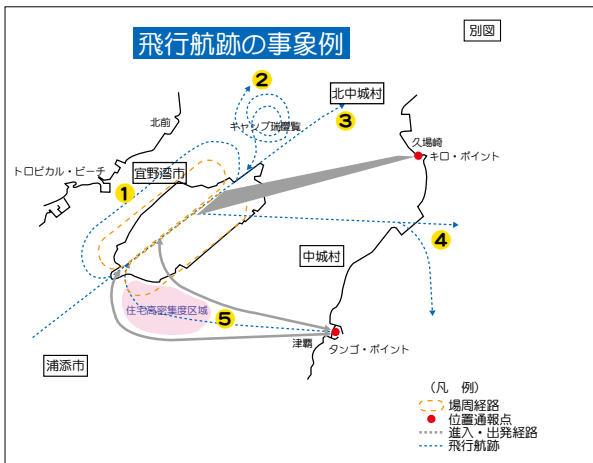 飛行航跡の事象例
別図
②
北中城村
北前
キャンプ瑞慶覧
③
久場崎
キロ・ポイント
トロピカル・ビーチ
宜野湾市
①
④
中城村
住宅高密集度区域
⑤
津覇
タンゴ・ポイント
浦添市
(凡 例)
場周経路
位置通報点
進入・出発経路
飛行航跡